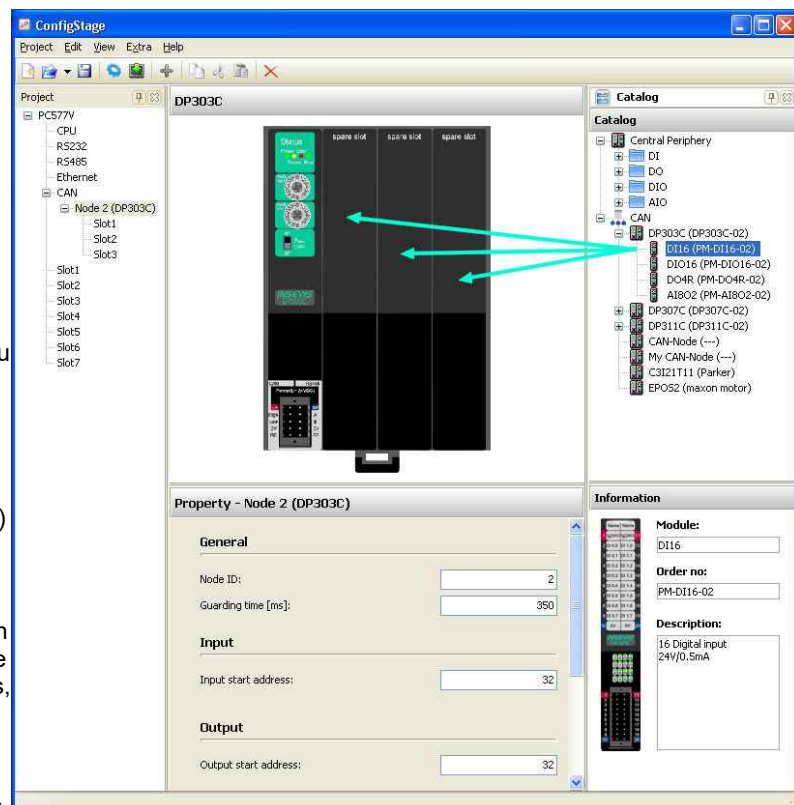 ConfigStage
Project Edit View Extra Help
Project
PC577V
CPU
RS232
RS485
Ethernet
CAN
Node 2 (DP303C)
Slot1
Slot2
Slot3
Slot1
Slot2
Slot3
Slot4
Slot5
Slot6
Slot7
u
)
n
e
s,
DP303C
Status
spare slot spare slot spare slot
INSEVIS
Property - Node 2 (DP303C)
General
Node ID: 2
Guarding time [ms]: 350
Input
Input start address: 32
Output
Output start address: 32
Catalog
Catalog
Central Periphery
DI
DO
DIO
AIO
CAN
DP303C (DP303C-02)
DI16 (PM-DI16-02)
DIO16 (PM-DIO16-02)
DO4R (PM-DO4R-02)
AI8O2 (PM-AI8O2-02)
DP307C (DP307C-02)
DP311C (DP311C-02)
CAN-Node (---)
My CAN-Node (---)
C3I21T11 (Parker)
EPOS2 (maxon motor)
Information
Module:
DI16
Order no:
PM-DI16-02
Description:
16 Digital input
24V/0.5mA